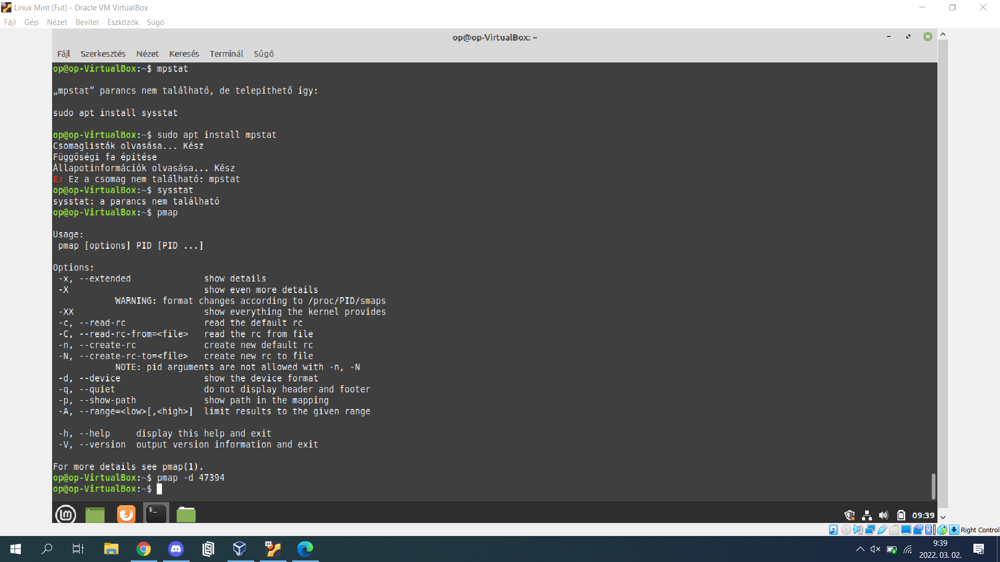 Linux Mint [Fut] - Oracle VM VirtualBox
Fájl Gép Nézet Bevitel Eszközök Súgó
op@op-VirtualBox: ~
Fájl Szerkesztés Nézet Keresés Terminál Súgó
op@op-VirtualBox:~$ mpstat
„mpstat” parancs nem található, de telepíthető így:
sudo apt install sysstat
op@op-VirtualBox:~$ sudo apt install mpstat
Csomaglisták olvasása... Kész
Függőségi fa építése
Állapotinformációk olvasása... Kész
E: Ez a csomag nem található: mpstat
op@op-VirtualBox:~$ sysstat
sysstat: a parancs nem található
op@op-VirtualBox:~$ pmap
Usage:
 pmap [options] PID [PID ...]
Options:
 -x, --extended              show details
 -X                          show even more details
            WARNING: format changes according to /proc/PID/smaps
 -XX                         show everything the kernel provides
 -c, --read-rc               read the default rc
 -C, --read-rc-from=<file>   read the rc from file
 -n, --create-rc             create new default rc
 -N, --create-rc-to=<file>   create new rc to file
            NOTE: pid arguments are not allowed with -n, -N
 -d, --device                show the device format
 -q, --quiet                 do not display header and footer
 -p, --show-path             show path in the mapping
 -A, --range=<low>[,<high>]  limit results to the given range
 -h, --help     display this help and exit
 -V, --version  output version information and exit
For more details see pmap(1).
op@op-VirtualBox:~$ pmap -d 47394
op@op-VirtualBox:~$
09:39
Right Control
9:39
2022. 03. 02.